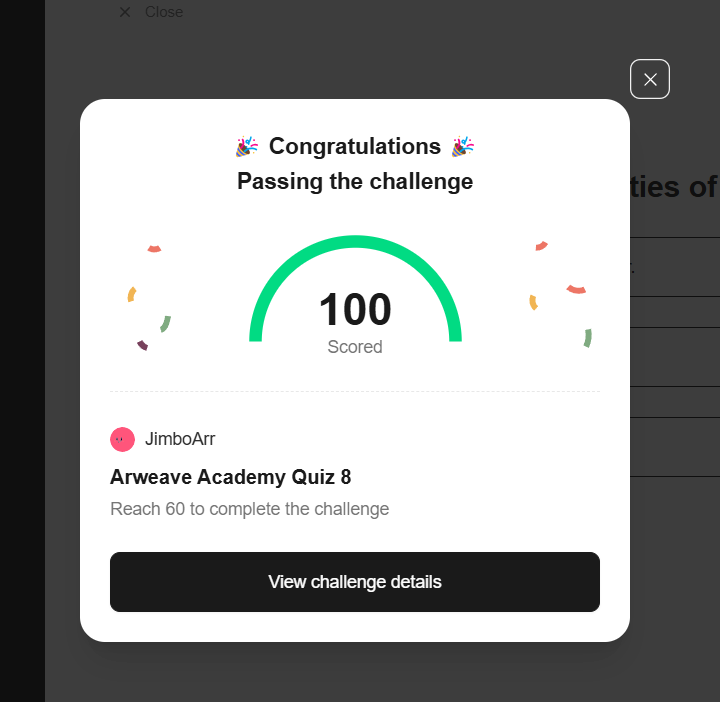 Close
Congratulations
Passing the challenge
ties of
100
Scored
JimboArr
Arweave Academy Quiz 8
Reach 60 to complete the challenge
View challenge details